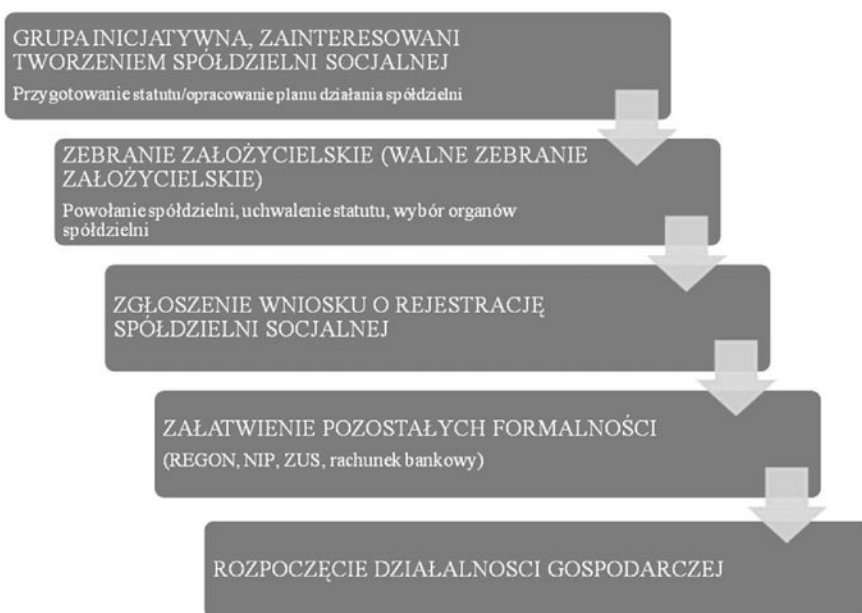 GRUPA INICJATYWNA, ZAINTERESOWANI
TWORZENIEM SPÓŁDZIELNI SOCJALNEJ
Przygotowanie statutu/opracowanie planu działania spółdzielni
ZEBRANIE ZAŁOŻYCIELSKIE (WALNE ZEBRANIE
ZAŁOŻYCIELSKIE)
Powołanie spółdzielni, uchwalenie statutu, wybór organów
spółdzielni
ZGŁOSZENIE WNIOSKU O REJESTRACJĘ
SPÓŁDZIELNI SOCJALNEJ
ZAŁATWIENIE POZOSTAŁYCH FORMALNOŚCI
(REGON, NIP, ZUS, rachunek bankowy)
ROZPOCZĘCIE DZIAŁALNOSCI GOSPODARCZEJ